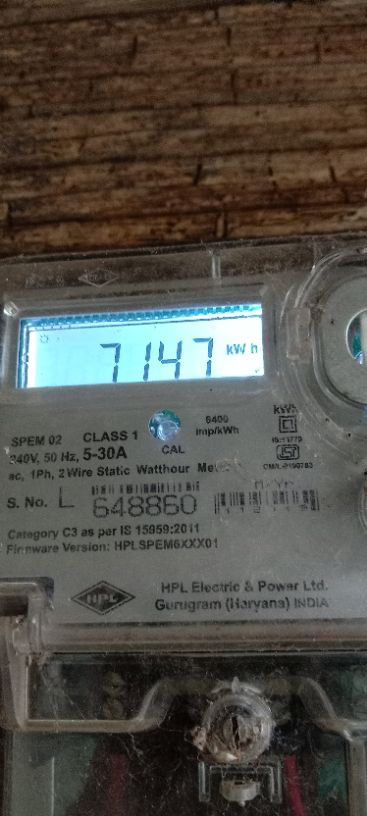 7147 kWh
SPEM 02 CLASS 1
6400 imp/kWh
240V, 50 Hz, 5-30A CAL
ac, 1Ph, 2 Wire Static Watthour
S. No. L 648860
Category C3 as per IS 15959:2011
Firmware Version: HPLSPEM6XXX01
HPL
HPL Electric & Power Ltd.
Gurugram (Haryana) INDIA